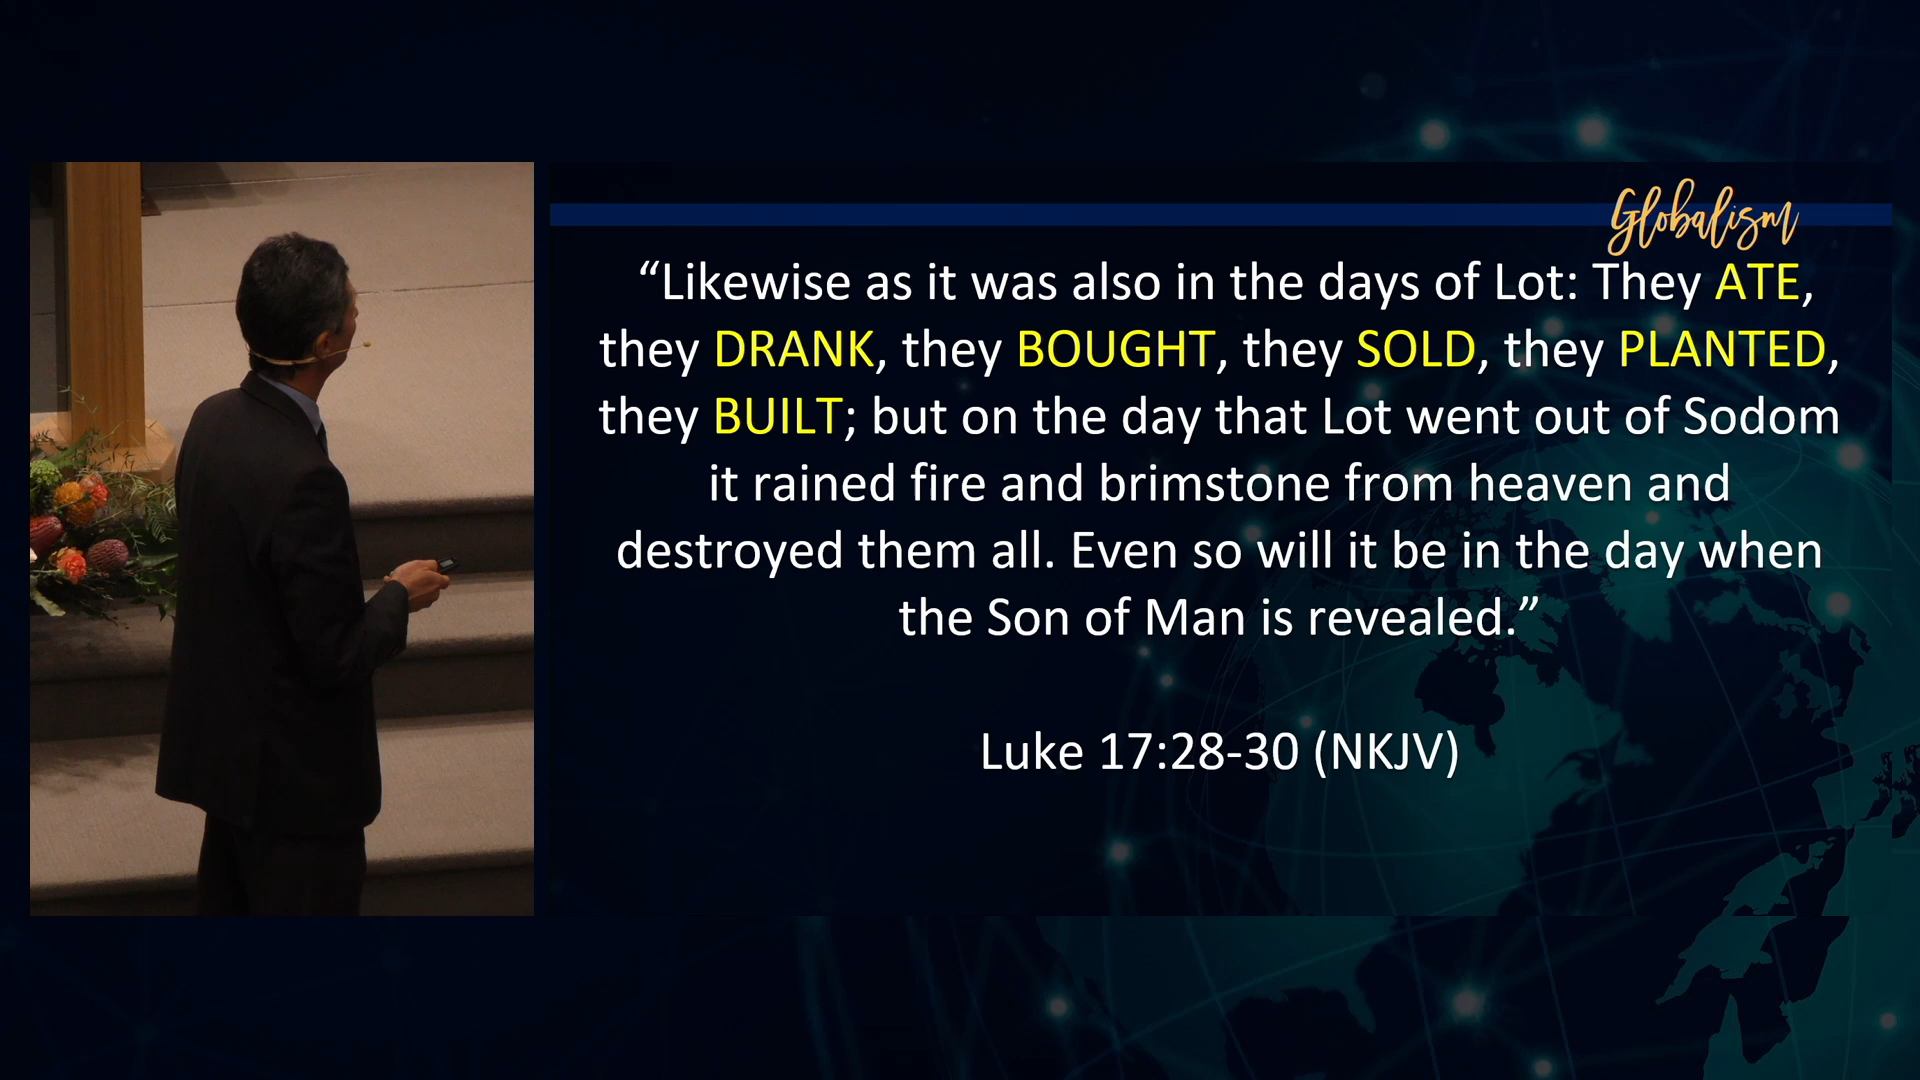 Globalism
“Likewise as it was also in the days of Lot: They ATE,
they DRANK, they BOUGHT, they SOLD, they PLANTED,
they BUILT; but on the day that Lot went out of Sodom
it rained fire and brimstone from heaven and
destroyed them all. Even so will it be in the day when
the Son of Man is revealed.”
Luke 17:28-30 (NKJV)